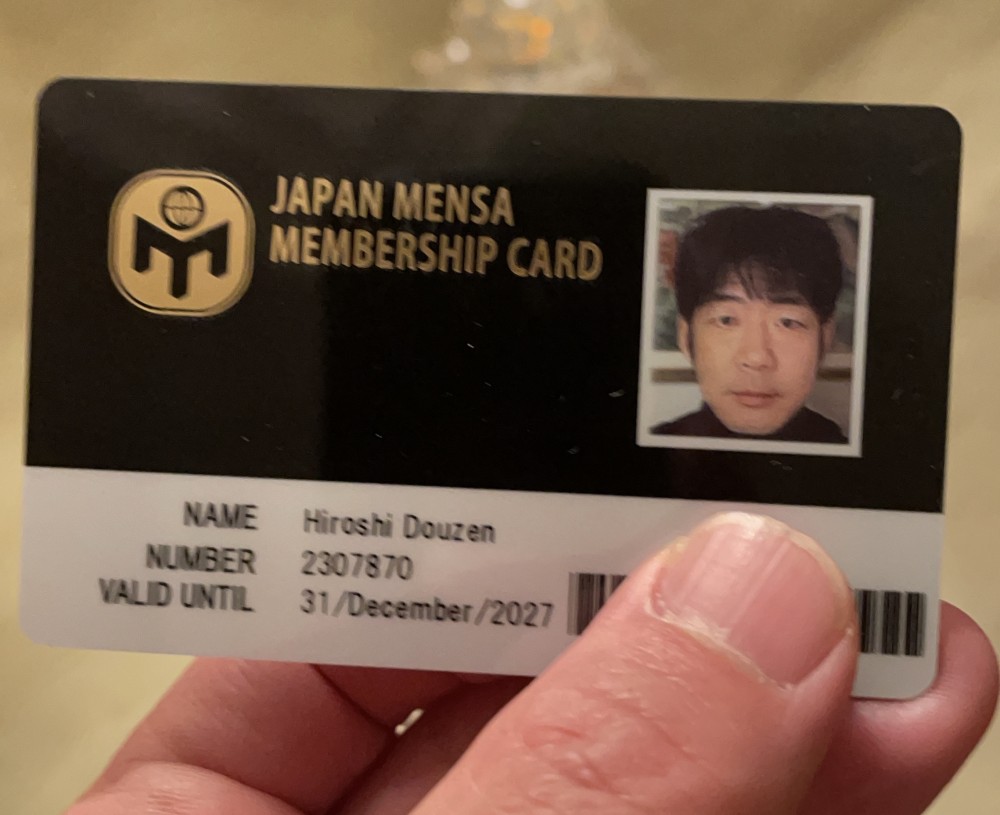 JAPAN MENSA
MEMBERSHIP CARD
NAME Hiroshi Douzen
NUMBER 2307870
VALID UNTIL 31/December/2027